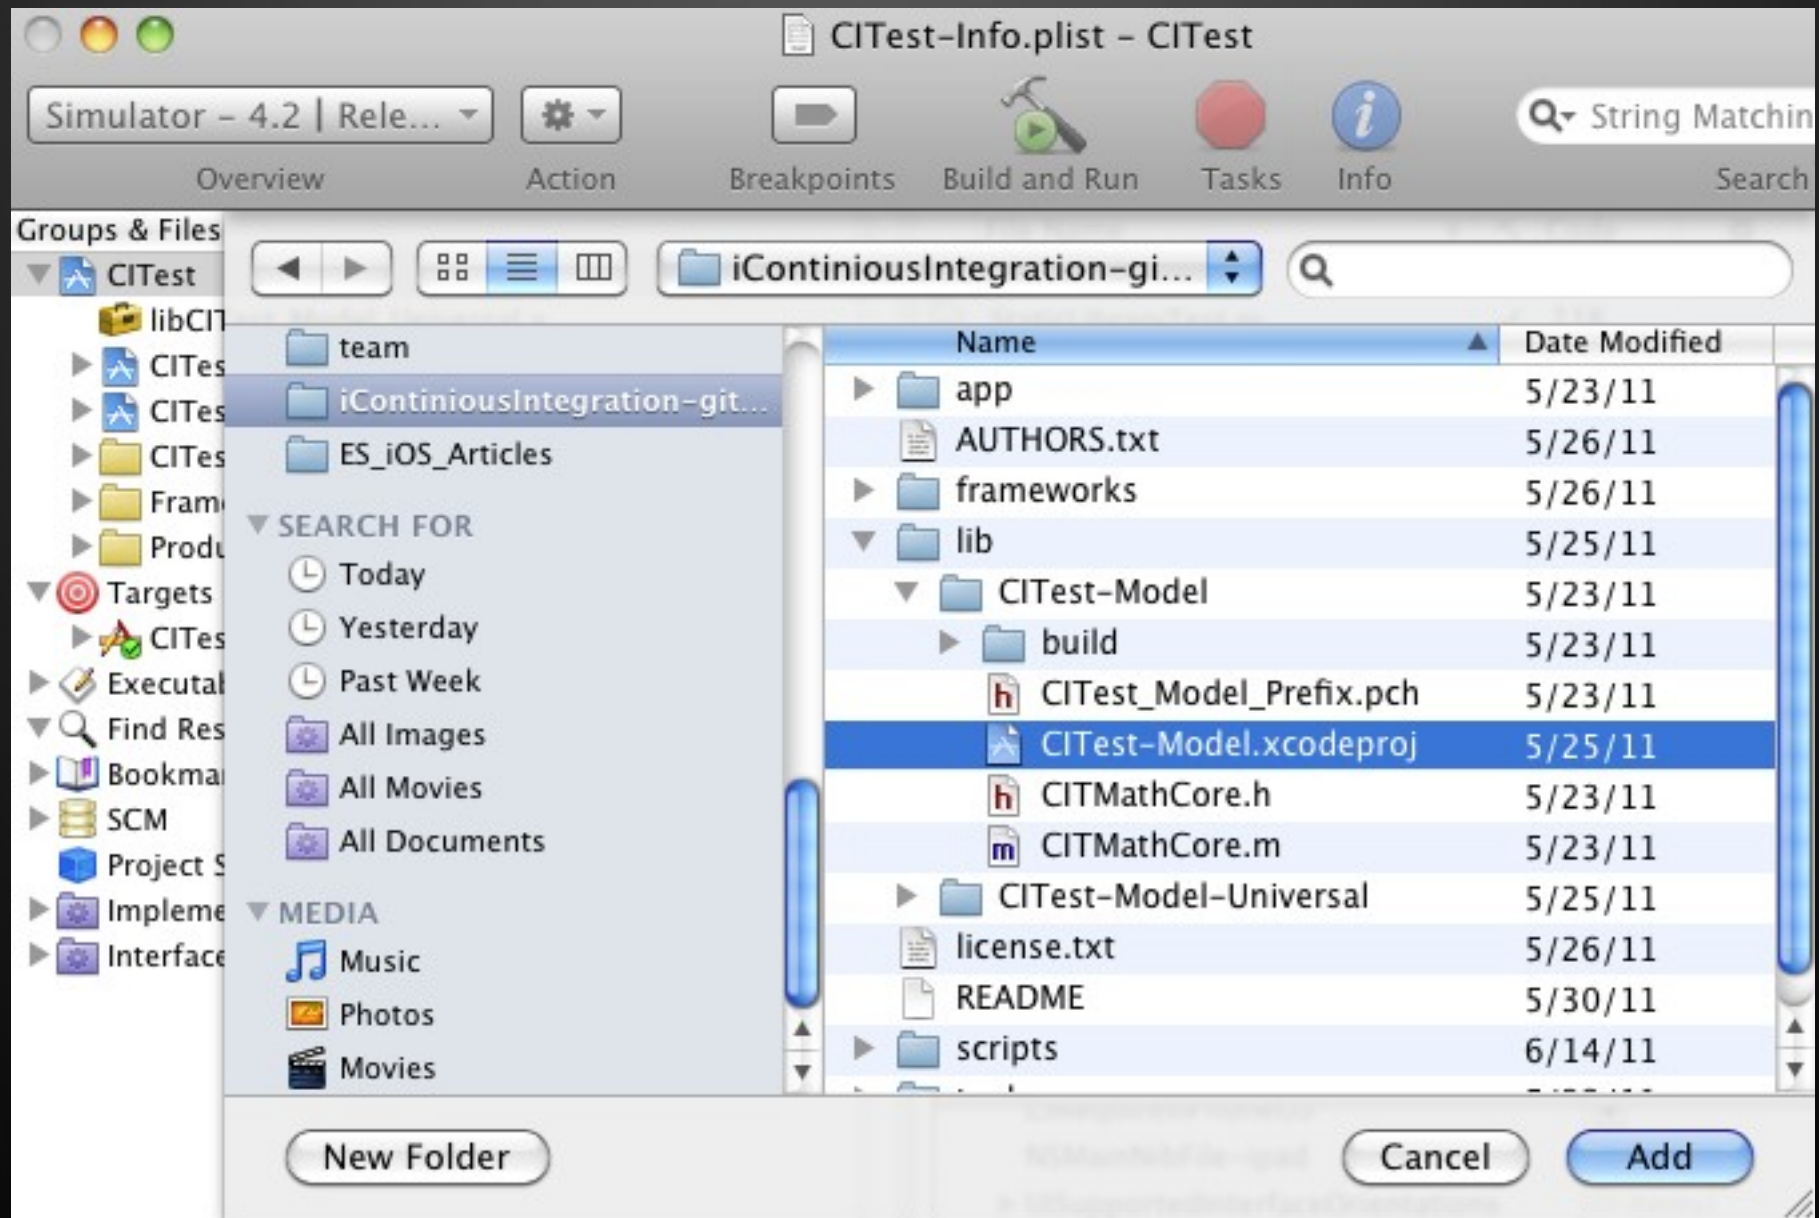 CITest-Info.plist - CITest
Simulator - 4.2 | Rele...
String Matchin
Overview
Action
Breakpoints
Build and Run
Tasks
Info
Search
Groups & Files
CITest
libCIT
CITes
CITes
CITes
Fram
Produ
Targets
CITes
Executal
Find Res
Bookmai
SCM
Project S
Impleme
Interface
iContiniousIntegration-gi...
team
iContiniousIntegration-git...
ES_iOS_Articles
SEARCH FOR
Today
Yesterday
Past Week
All Images
All Movies
All Documents
MEDIA
Music
Photos
Movies
Name Date Modified
app 5/23/11
AUTHORS.txt 5/26/11
frameworks 5/26/11
lib 5/25/11
CITest-Model 5/23/11
build 5/23/11
CITest_Model_Prefix.pch 5/23/11
CITest-Model.xcodeproj 5/25/11
CITMathCore.h 5/23/11
CITMathCore.m 5/23/11
CITest-Model-Universal 5/25/11
license.txt 5/26/11
README 5/30/11
scripts 6/14/11
New Folder
Cancel
Add